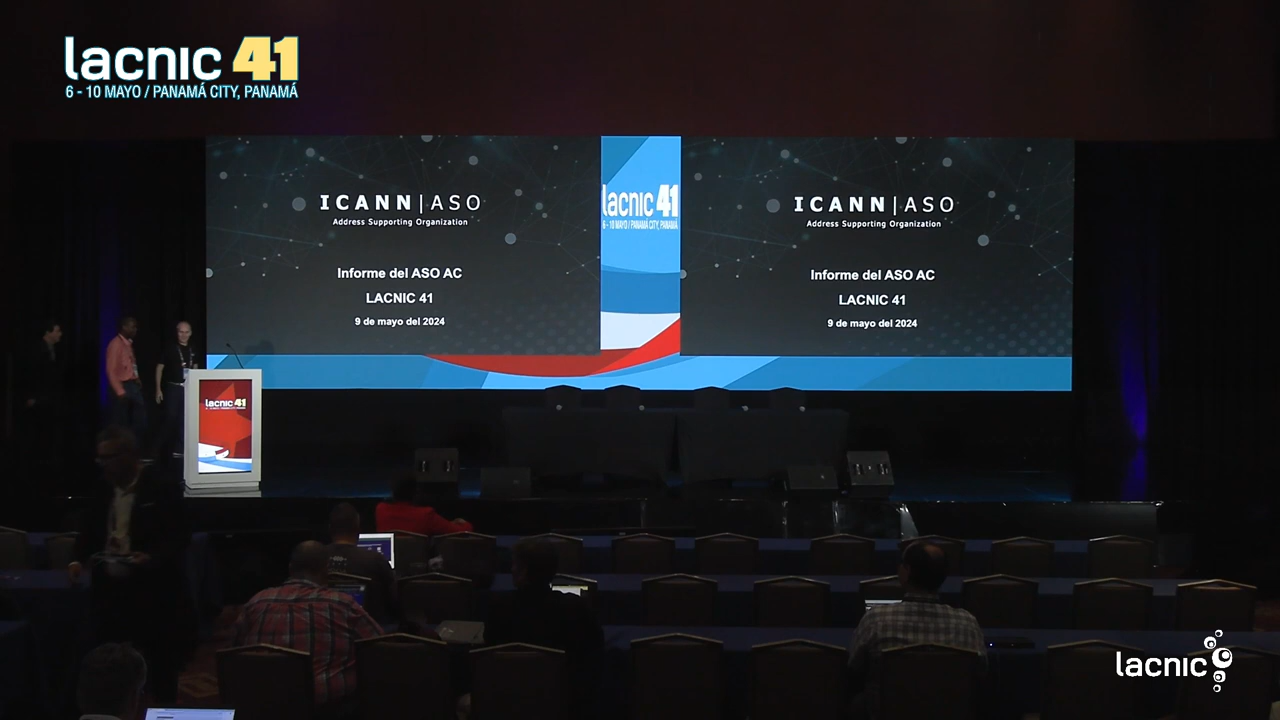 lacnic 41
6 - 10 MAYO / PANAMÁ CITY, PANAMÁ
ICANN | ASO
Address Supporting Organization
Informe del ASO AC
LACNIC 41
9 de mayo del 2024
lacnic 41
6 - 10 MAYO / PANAMÁ CITY, PANAMÁ
ICANN | ASO
Address Supporting Organization
Informe del ASO AC
LACNIC 41
9 de mayo del 2024
lacnic 41
lacnic